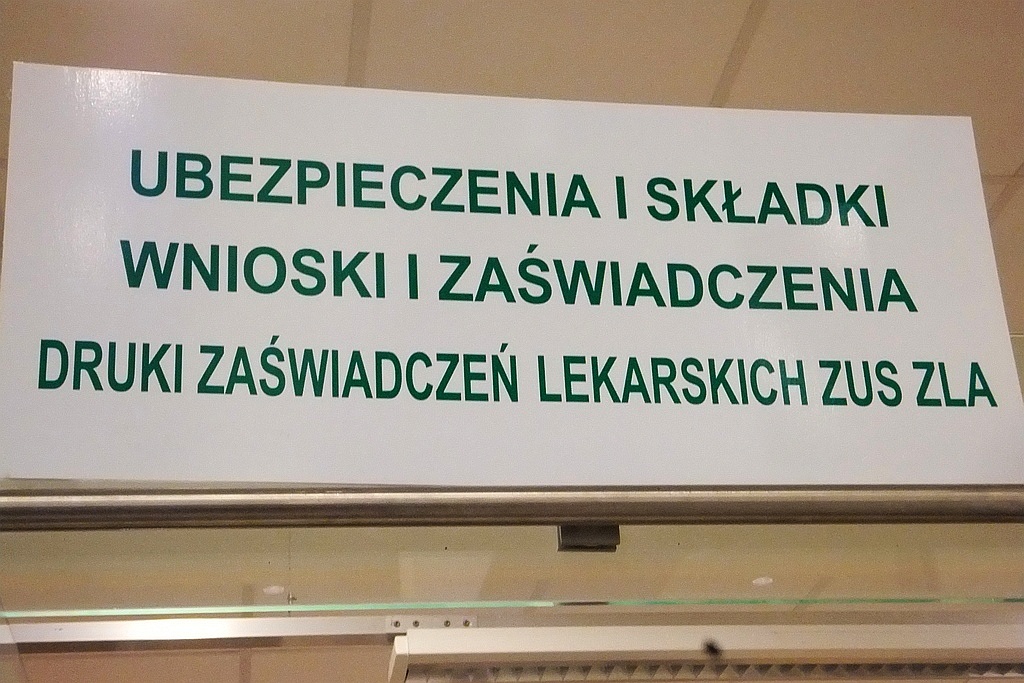 UBEZPIECZENIA I SKŁADKI
WNIOSKI I ZAŚWIADCZENIA
DRUKI ZAŚWIADCZEŃ LEKARSKICH ZUS ZLA